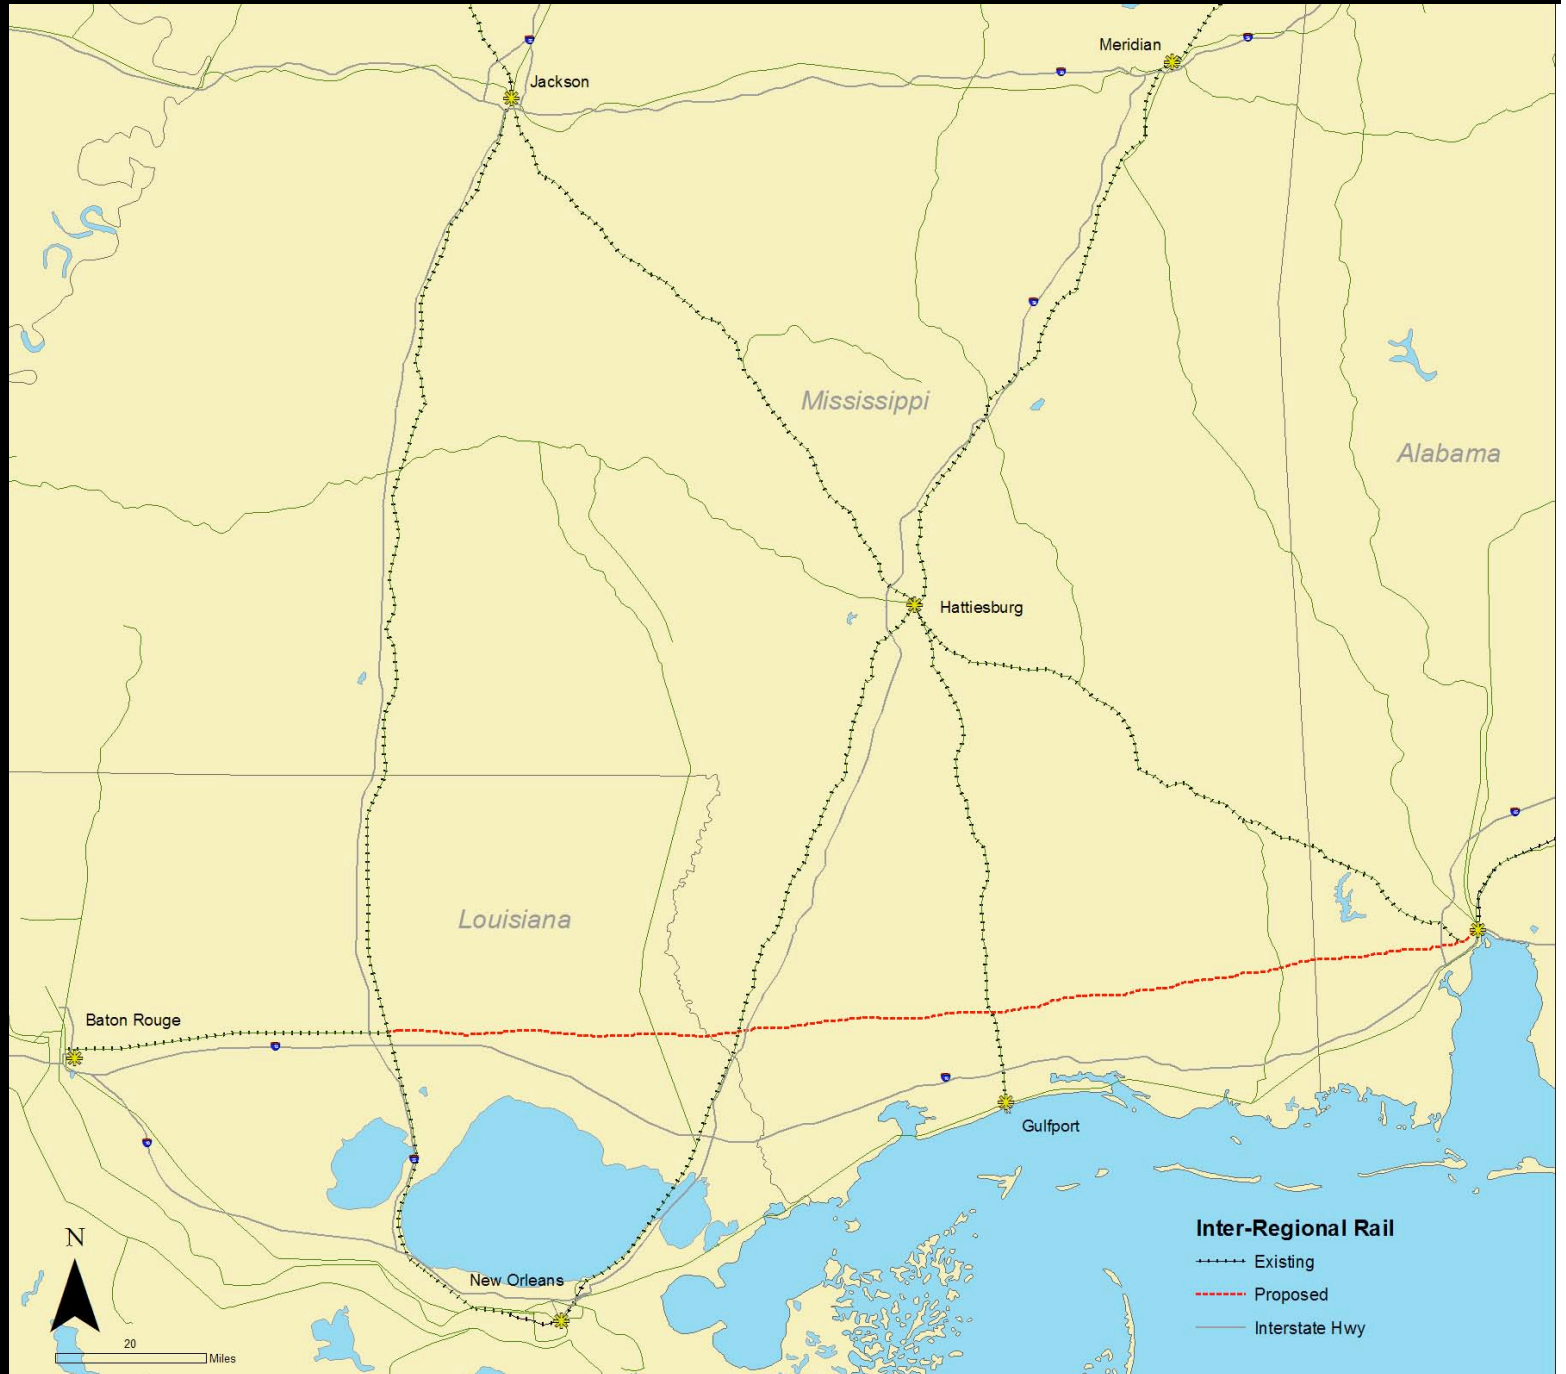 Meridian
Jackson
Mississippi
Alabama
Hattiesburg
Louisiana
Baton Rouge
Gulfport
New Orleans
N
20
Miles
Inter-Regional Rail
Existing
Proposed
Interstate Hwy